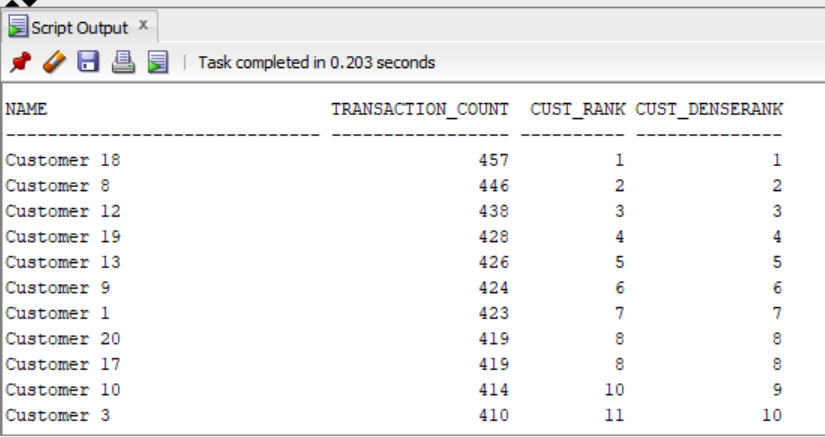 Script Output x
Task completed in 0.203 seconds
NAME TRANSACTION_COUNT CUST_RANK CUST_DENSERANK
------------------------------ ----------------- ---------- --------------
Customer 18 457 1 1
Customer 8 446 2 2
Customer 12 438 3 3
Customer 19 428 4 4
Customer 13 426 5 5
Customer 9 424 6 6
Customer 1 423 7 7
Customer 20 419 8 8
Customer 17 419 8 8
Customer 10 414 10 9
Customer 3 410 11 10